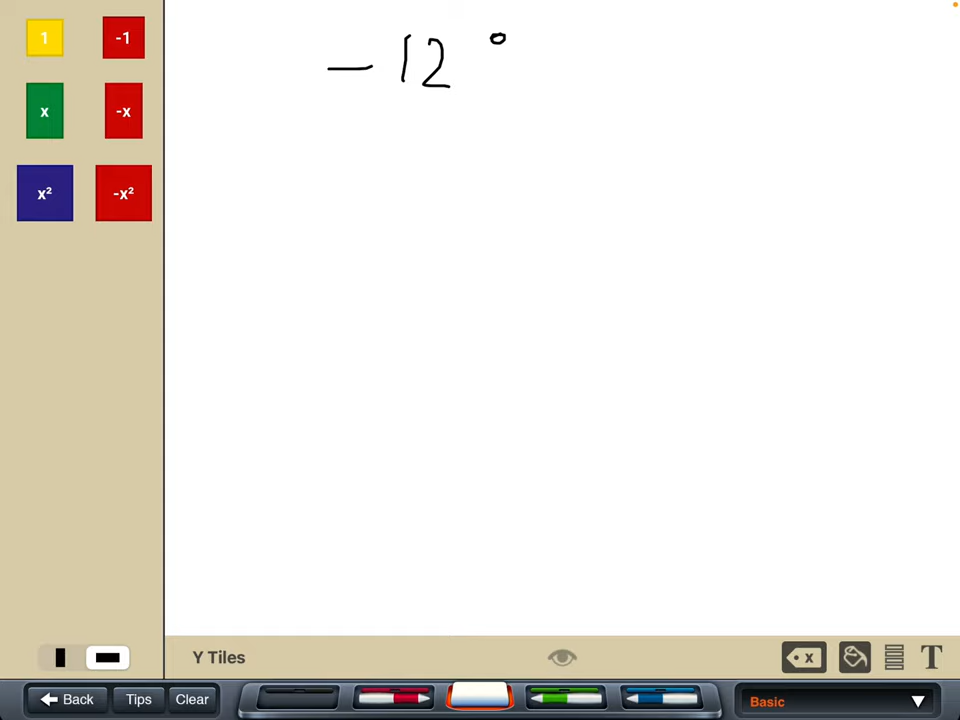 1 -1
-12 °
x -x
x² -x²
Y Tiles
x T
Back Tips Clear Basic